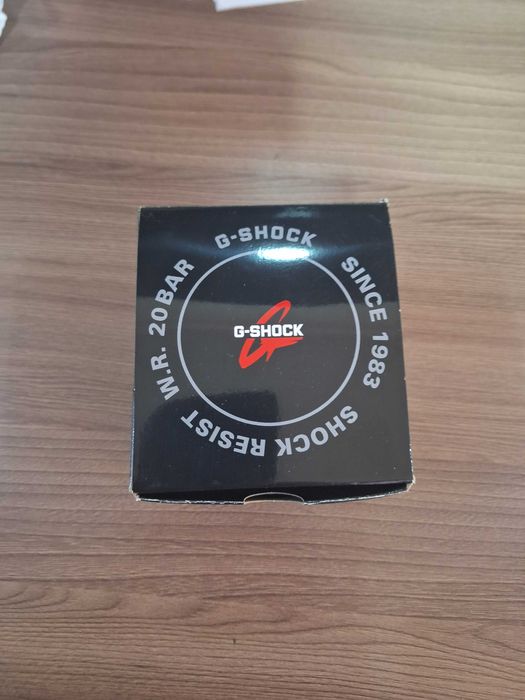 G-SHOCK
SINCE 1983
SHOCK RESIST
W.R. 20BAR
G-SHOCK